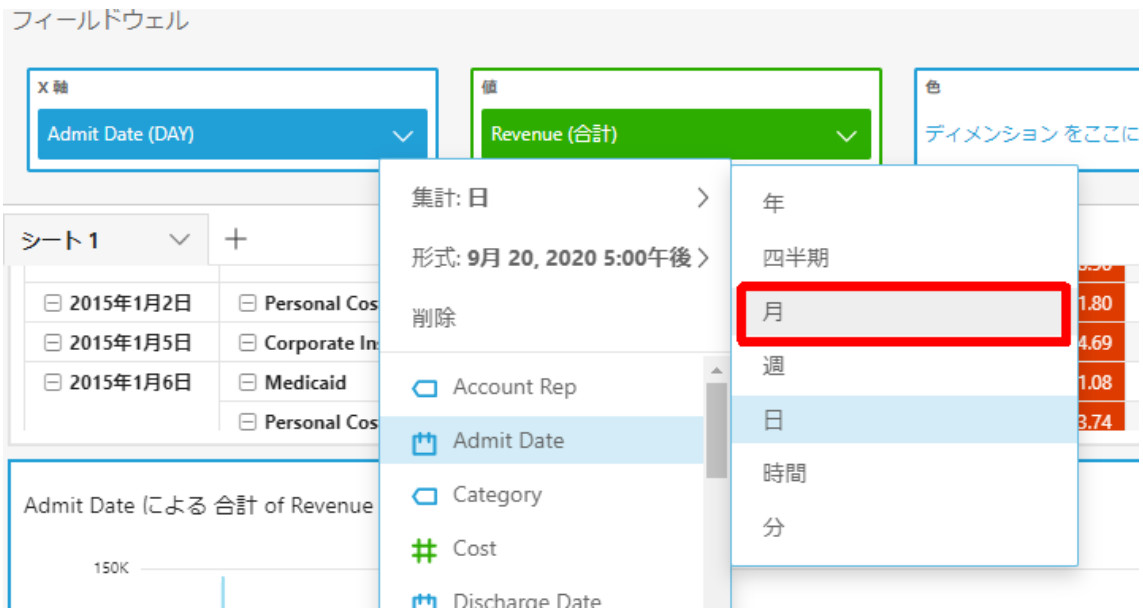 フィールドウェル
X 軸
Admit Date (DAY)
値
Revenue (合計)
色
ディメンション をここに
集計: 日
形式: 9月 20, 2020 5:00午後
削除
Account Rep
Admit Date
Category
Cost
Discharge Date
年
四半期
月
週
日
時間
分
シート 1
2015年1月2日
Personal Cos
1.80
2015年1月5日
Corporate In
4.69
2015年1月6日
Medicaid
1.08
Personal Cos
3.74
Admit Date による 合計 of Revenue
150K